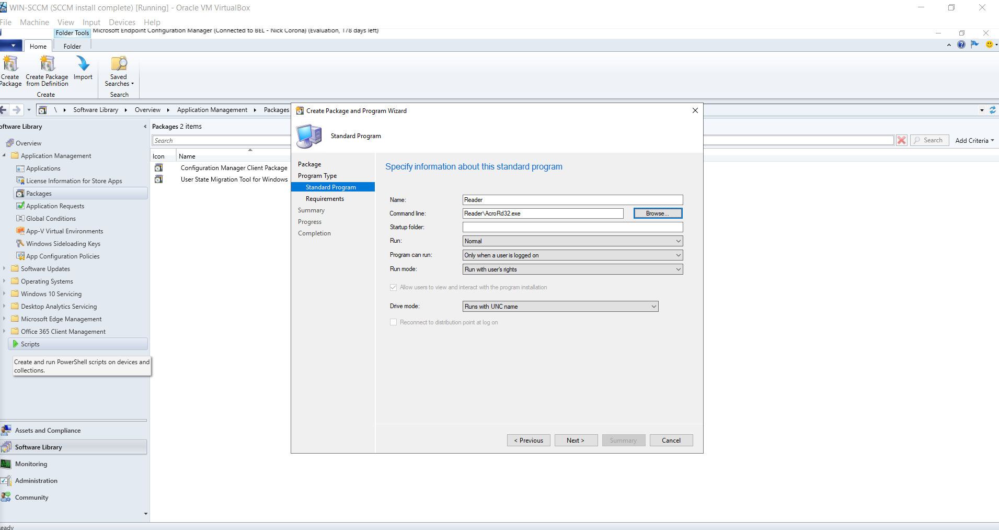 WIN-SCCM (SCCM install complete) [Running] - Oracle VM VirtualBox
File Machine View Input Devices Help
Folder Tools Microsoft Endpoint Configuration Manager (Connected to BEL - Nick Corona) (Evaluation, 178 days left)
Home Folder
Create Package
Create Package from Definition
Import
Saved Searches
Create Search
\ Software Library Overview Application Management Packages
oftware Library
Packages 2 items
Search
Search Add Criteria
Icon Name
Configuration Manager Client Package
User State Migration Tool for Windows
Overview
Application Management
Applications
License Information for Store Apps
Packages
Application Requests
Global Conditions
App-V Virtual Environments
Windows Sideloading Keys
App Configuration Policies
Software Updates
Operating Systems
Windows 10 Servicing
Desktop Analytics Servicing
Microsoft Edge Management
Office 365 Client Management
Scripts
Create and run PowerShell scripts on devices and
collections.
Assets and Compliance
Software Library
Monitoring
Administration
Community
eady
Create Package and Program Wizard
Standard Program
Package
Program Type
Standard Program
Requirements
Summary
Progress
Completion
Specify information about this standard program
Name: Reader
Command line: Reader\AcroRd32.exe Browse...
Startup folder:
Run: Normal
Program can run: Only when a user is logged on
Run mode: Run with user's rights
Allow users to view and interact with the program installation
Drive mode: Runs with UNC name
Reconnect to distribution point at log on
< Previous Next > Summary Cancel